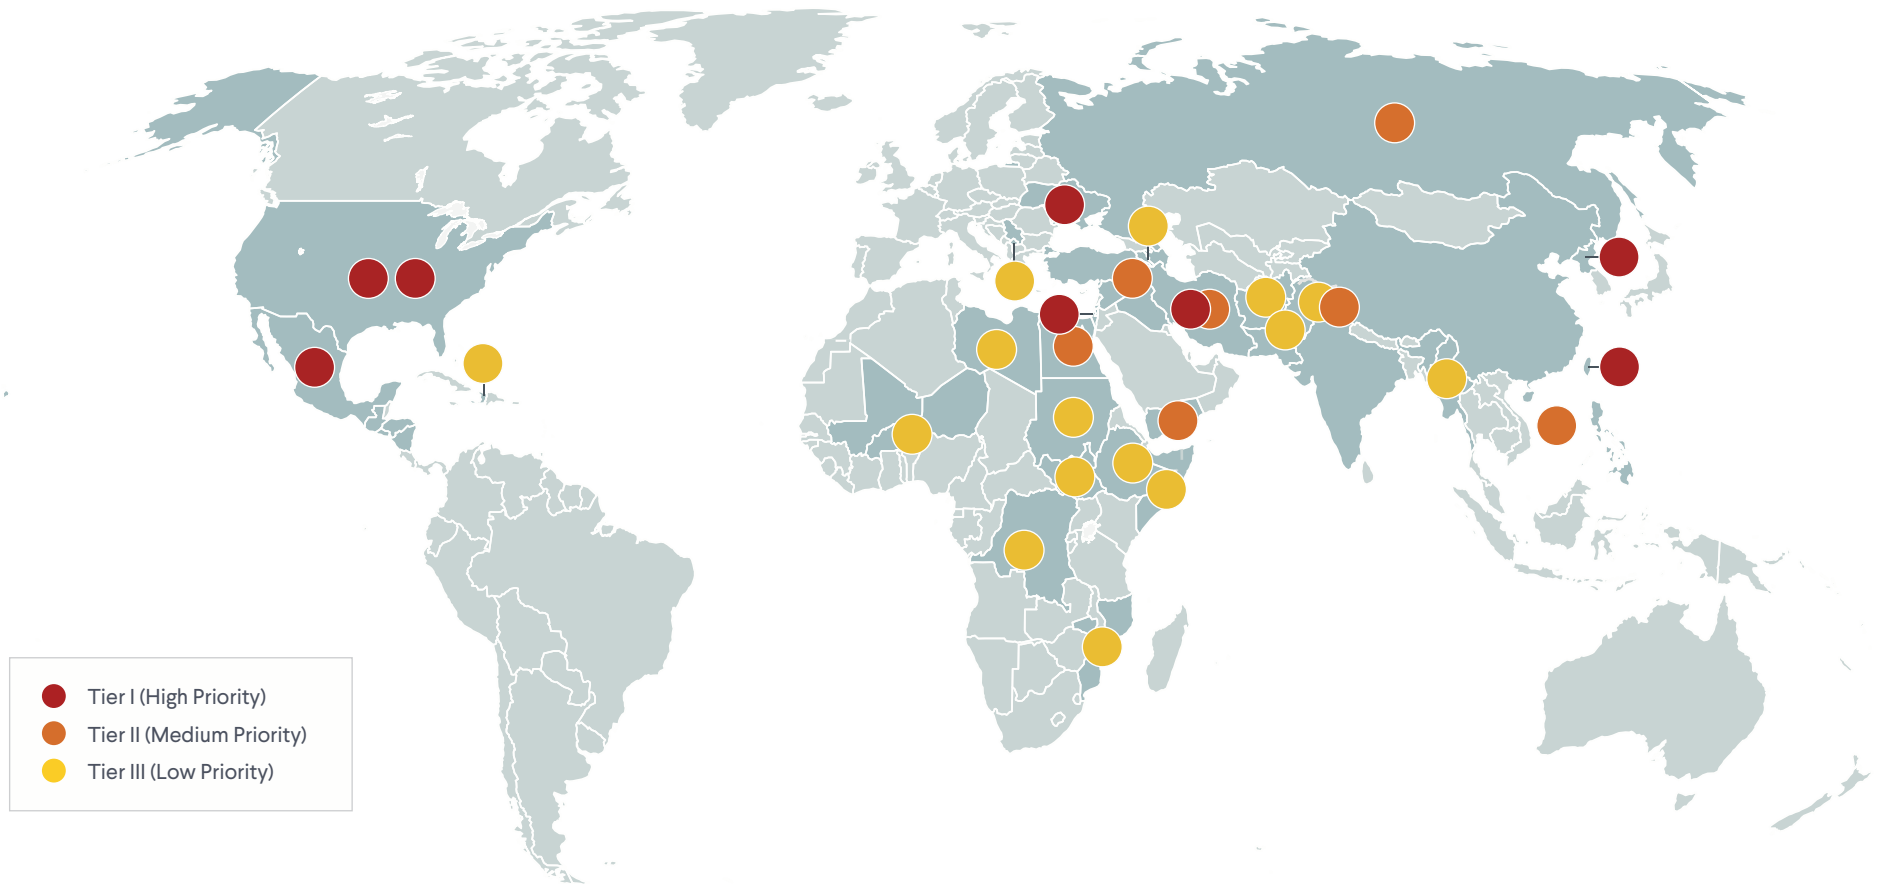 Tier I (High Priority)
Tier II (Medium Priority)
Tier III (Low Priority)